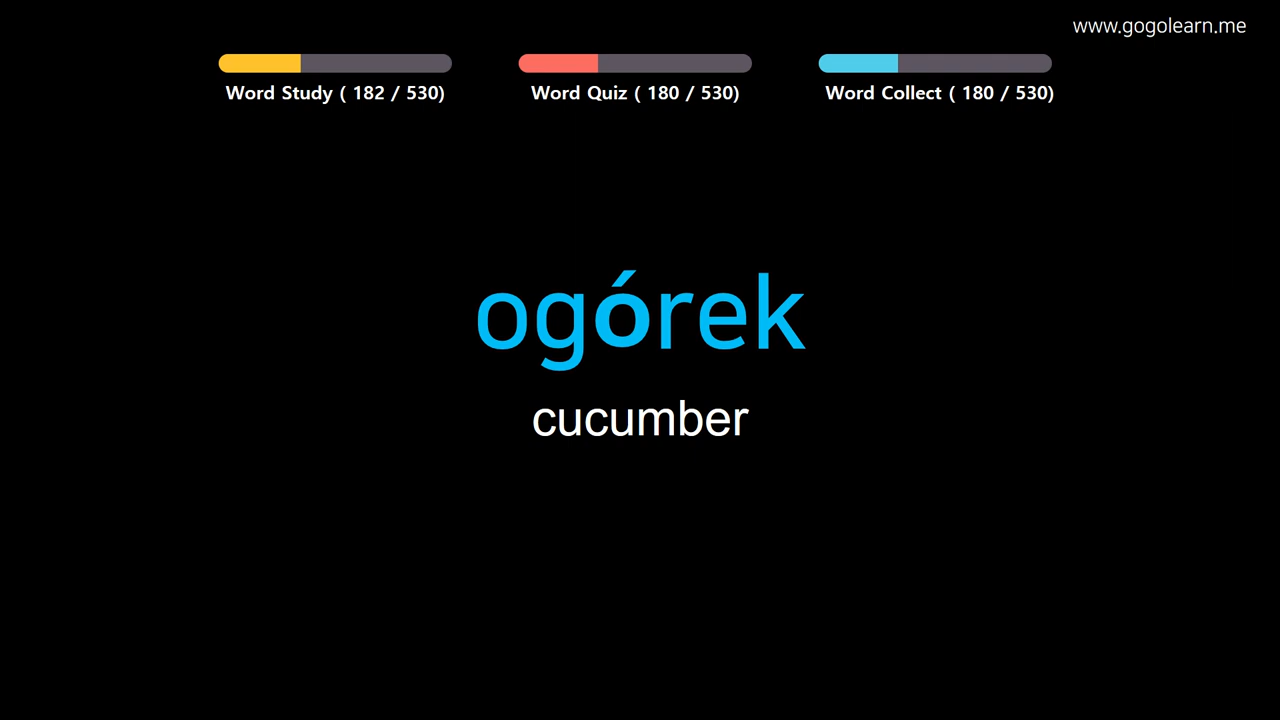 www.gogolearn.me
Word Study ( 182 / 530)
Word Quiz ( 180 / 530)
Word Collect ( 180 / 530)
ogórek
cucumber